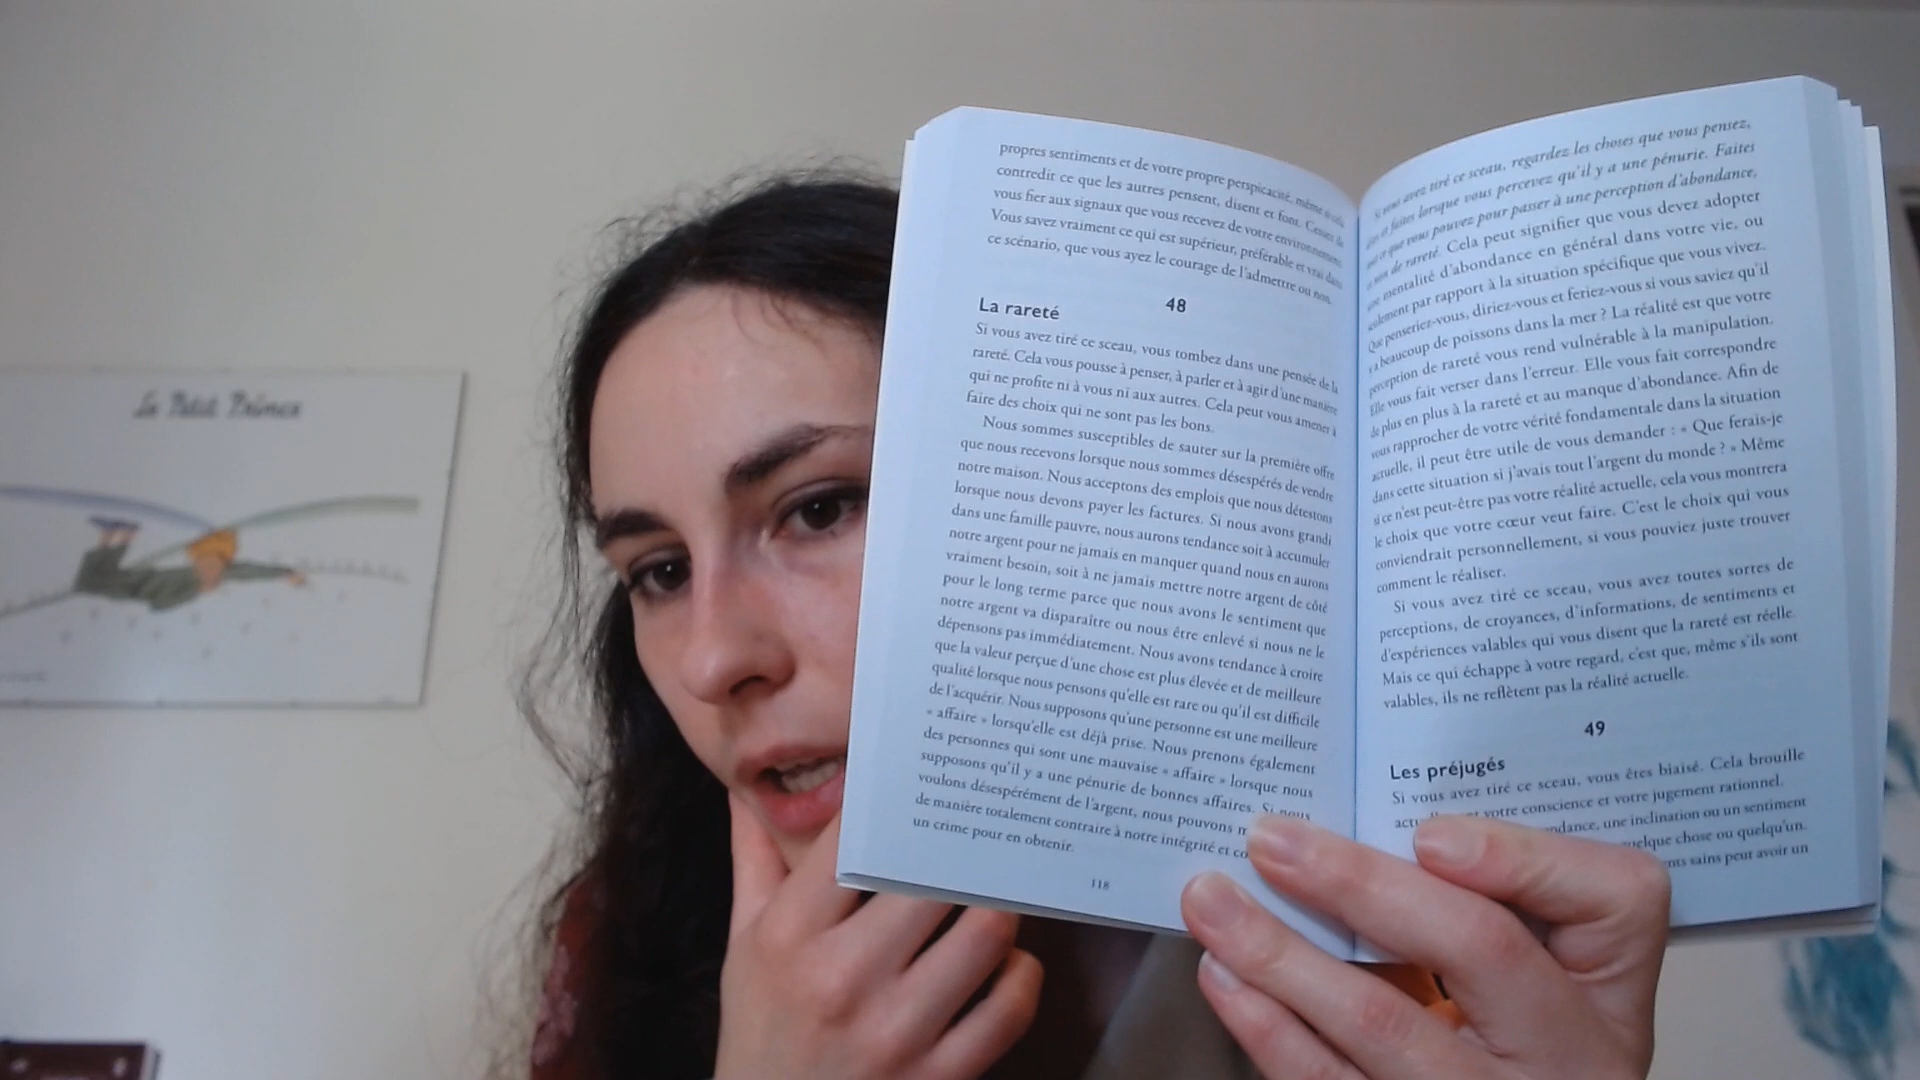 Le Petit Prince
propres sentiments et de votre propre perspicacité, même si cela
contredit ce que les autres pensent, disent et font. Cessez de
vous fier aux signaux que vous recevez de votre environnement
Vous savez vraiment ce qui est supérieur, préférable et vrai dans
ce scénario, que vous ayez le courage de l'admettre ou non.
48
La rareté
Si vous avez tiré ce sceau, vous tombez dans une pensée de la
rareté. Cela vous pousse à penser, à parler et à agir d'une manière
qui ne profite ni à vous ni aux autres. Cela peut vous amener à
faire des choix qui ne sont pas les bons.
Nous sommes susceptibles de sauter sur la première offre
que nous recevons lorsque nous sommes désespérés de vendre
notre maison. Nous acceptons des emplois que nous détestons
lorsque nous devons payer les factures. Si nous avons grandi
dans une famille pauvre, nous aurons tendance soit à accumuler
notre argent pour ne jamais en manquer quand nous en aurons
vraiment besoin, soit à ne jamais mettre notre argent de côté
pour le long terme parce que nous avons le sentiment que
notre argent va disparaître ou nous être enlevé si nous ne le
dépensons pas immédiatement. Nous avons tendance à croire
que la valeur perçue d'une chose est plus élevée et de meilleure
qualité lorsque nous pensons qu'elle est rare ou qu'il est difficile
de l'acquérir. Nous supposons qu'une personne est une meilleure
« affaire » lorsqu'elle est déjà prise. Nous prenons également
des personnes qui sont une mauvaise « affaire » lorsque nous
supposons qu'il y a une pénurie de bonnes affaires. Si nous
voulons désespérément de l'argent, nous pouvons
de manière totalement contraire à notre intégrité et
un crime pour en obtenir.
118
Si vous avez tiré ce sceau, regardez les choses que vous pensez,
et faites lorsque vous percevez qu'il y a une pénurie. Faites
ce que vous pouvez pour passer à une perception d'abondance,
de rareté. Cela peut signifier que vous devez adopter
une mentalité d'abondance en général dans votre vie, ou
seulement par rapport à la situation spécifique que vous vivez.
Que penseriez-vous, diriez-vous et feriez-vous si vous saviez qu'il
y a beaucoup de poissons dans la mer ? La réalité est que votre
perception de rareté vous rend vulnérable à la manipulation.
Elle vous fait verser dans l'erreur. Elle vous fait correspondre
de plus en plus à la rareté et au manque d'abondance. Afin de
vous rapprocher de votre vérité fondamentale dans la situation
actuelle, il peut être utile de vous demander : « Que ferais-je
dans cette situation si j'avais tout l'argent du monde ? » Même
si ce n'est peut-être pas votre réalité actuelle, cela vous montrera
le choix que votre cœur veut faire. C'est le choix qui vous
conviendrait personnellement, si vous pouviez juste trouver
comment le réaliser.
Si vous avez tiré ce sceau, vous avez toutes sortes de
perceptions, de croyances, d'informations, de sentiments et
d'expériences valables qui vous disent que la rareté est réelle.
Mais ce qui échappe à votre regard, c'est que, même s'ils sont
valables, ils ne reflètent pas la réalité actuelle.
49
Les préjugés
Si vous avez tiré ce sceau, vous êtes biaisé. Cela brouille
votre conscience et votre jugement rationnel.
une inclination ou un sentiment
quelque chose ou quelqu'un.
sains peut avoir un